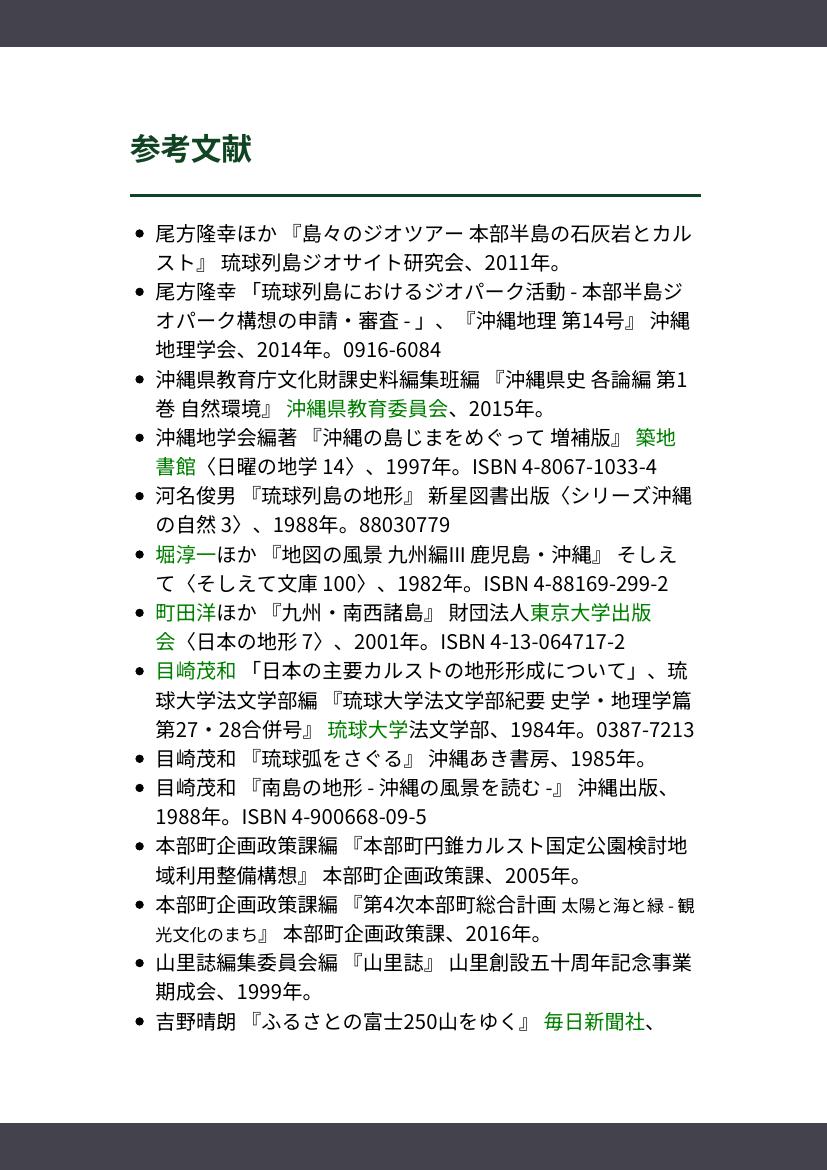 参考文献
• 尾方隆幸ほか 『島々のジオツアー 本部半島の石灰岩とカル
スト』 琉球列島ジオサイト研究会、2011年。
• 尾方隆幸 「琉球列島におけるジオパーク活動 - 本部半島ジ
オパーク構想の申請・審査 - 」、『沖縄地理 第14号』 沖縄
地理学会、2014年。0916-6084
• 沖縄県教育庁文化財課史料編集班編 『沖縄県史 各論編 第1
巻 自然環境』 沖縄県教育委員会、2015年。
• 沖縄地学会編著 『沖縄の島じまをめぐって 増補版』 築地
書館〈日曜の地学 14〉、1997年。ISBN 4-8067-1033-4
• 河名俊男 『琉球列島の地形』 新星図書出版〈シリーズ沖縄
の自然 3〉、1988年。88030779
• 堀淳一ほか 『地図の風景 九州編III 鹿児島・沖縄』 そしえ
て〈そしえて文庫 100〉、1982年。ISBN 4-88169-299-2
• 町田洋ほか 『九州・南西諸島』 財団法人東京大学出版
会〈日本の地形 7〉、2001年。ISBN 4-13-064717-2
• 目崎茂和 「日本の主要カルストの地形形成について」、琉
球大学法文学部編 『琉球大学法文学部紀要 史学・地理学篇
第27・28合併号』 琉球大学法文学部、1984年。0387-7213
• 目崎茂和 『琉球弧をさぐる』 沖縄あき書房、1985年。
• 目崎茂和 『南島の地形 - 沖縄の風景を読む -』 沖縄出版、
1988年。ISBN 4-900668-09-5
• 本部町企画政策課編 『本部町円錐カルスト国定公園検討地
域利用整備構想』 本部町企画政策課、2005年。
• 本部町企画政策課編 『第4次本部町総合計画 太陽と海と緑 - 観
光文化のまち』 本部町企画政策課、2016年。
• 山里誌編集委員会編 『山里誌』 山里創設五十周年記念事業
期成会、1999年。
• 吉野晴朗 『ふるさとの富士250山をゆく』 毎日新聞社、